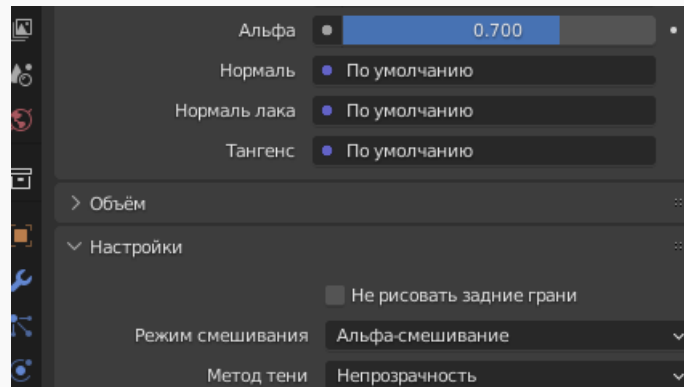 Альфа 0.700
Нормаль По умолчанию
Нормаль лака По умолчанию
Тангенс По умолчанию
Объём
Настройки
Не рисовать задние грани
Режим смешивания Альфа-смешивание
Метод тени Непрозрачность